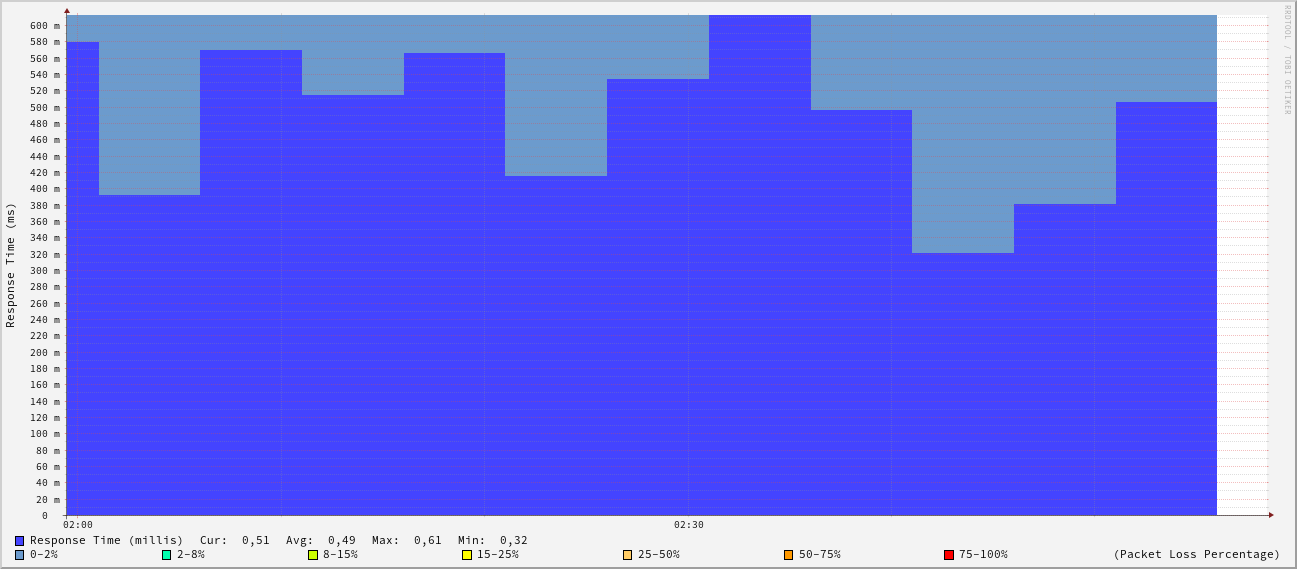 RRDTOOL / TOBI OETIKER
Response Time (ms)
600 m
580 m
560 m
540 m
520 m
500 m
480 m
460 m
440 m
420 m
400 m
380 m
360 m
340 m
320 m
300 m
280 m
260 m
240 m
220 m
200 m
180 m
160 m
140 m
120 m
100 m
80 m
60 m
40 m
20 m
0
02:00 02:30
Response Time (millis) Cur: 0,51 Avg: 0,49 Max: 0,61 Min: 0,32
0-2% 2-8% 8-15% 15-25% 25-50% 50-75% 75-100% (Packet Loss Percentage)